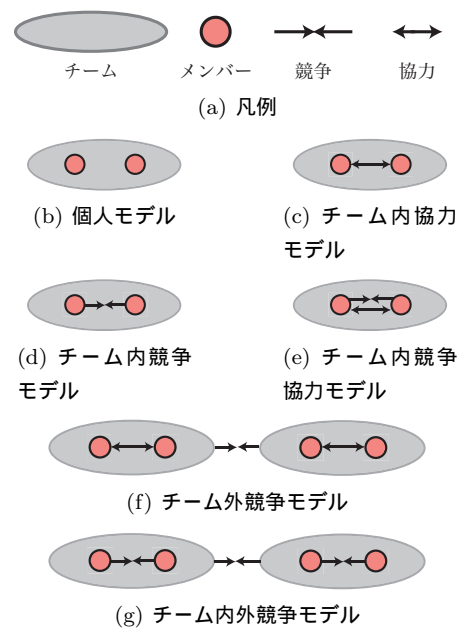 チーム メンバー 競争 協力
(a) 凡例
(b) 個人モデル
(c) チーム内協力
モデル
(d) チーム内競争
モデル
(e) チーム内競争
協力モデル
(f) チーム外競争モデル
(g) チーム内外競争モデル